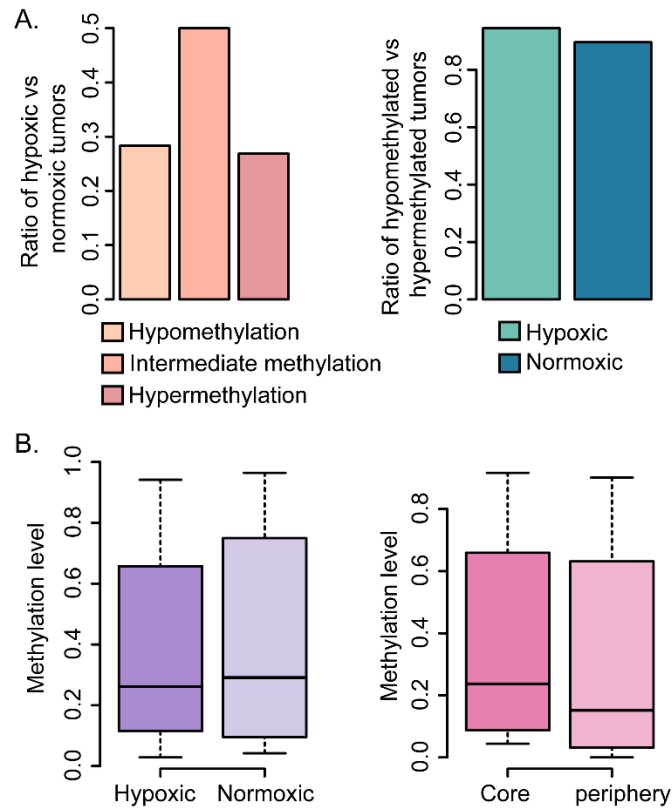 A.
Ratio of hypoxic vs
normoxic tumors
0.5
0.3
0.2
0.1
0.0
Hypomethylation
Intermediate methylation
Hypermethylation
Ratio of hypomethylated vs
hypermethylated tumors
0.8
0.6
0.4
0.2
0.0
Hypoxic
Normoxic
B.
Methylation level
1.0
0.8
0.6
0.4
0.2
0.0
Hypoxic
Normoxic
Methylation level
0.8
0.6
0.4
0.2
0.0
Core
periphery